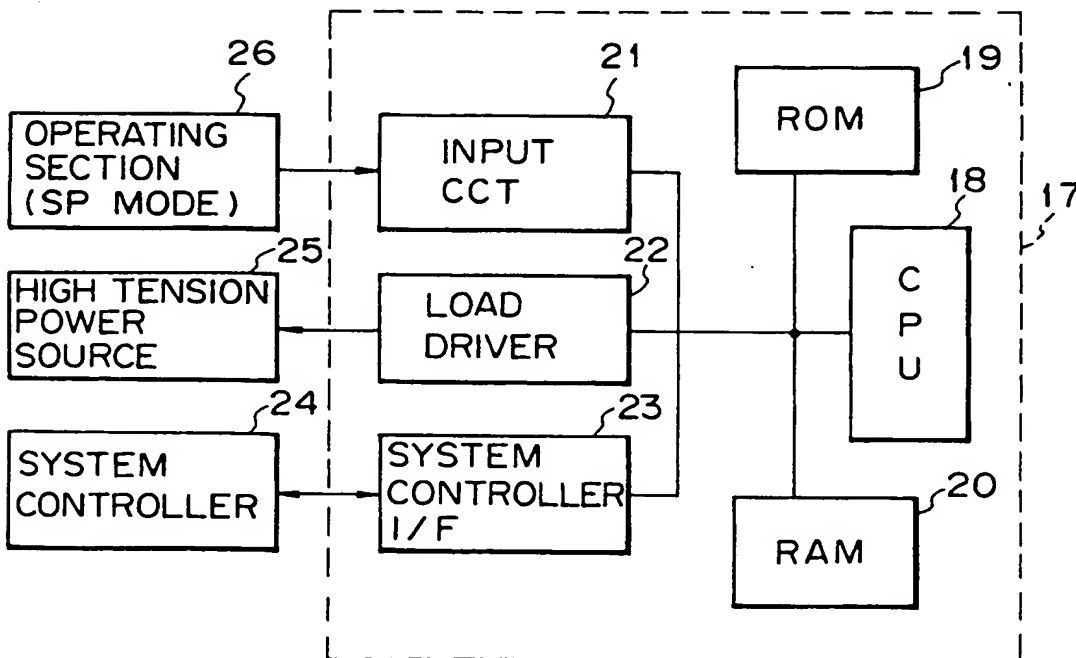 26
OPERATING
SECTION
(SP MODE)
21
INPUT
CCT
19
ROM
18
C
P
U
17
25
HIGH TENSION
POWER
SOURCE
22
LOAD
DRIVER
24
SYSTEM
CONTROLLER
23
SYSTEM
CONTROLLER
I/F
20
RAM